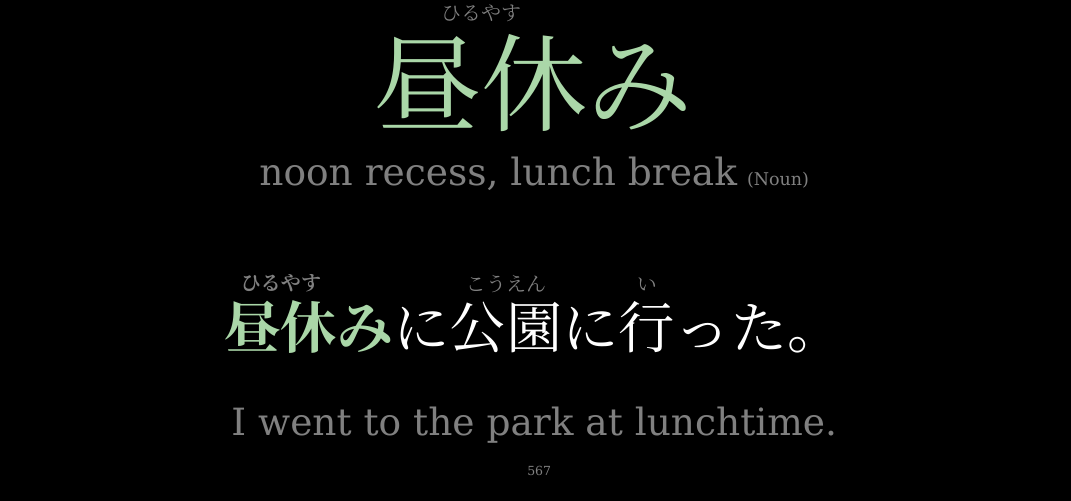 ひるやす
昼休み
noon recess, lunch break (Noun)
ひるやす こうえん い
昼休みに公園に行った。
I went to the park at lunchtime.
567